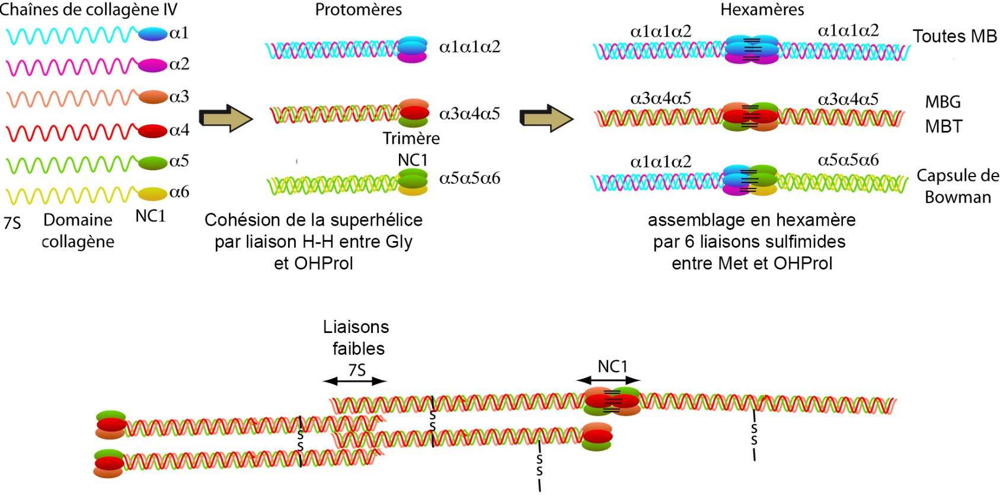 Chaînes de collagène IV
α1
α2
α3
α4
α5
α6
7S
Domaine
collagène
NC1
Protomères
α1α1α2
α3α4α5
Trimère
NC1
α5α5α6
Cohésion de la superhélice
par liaison H-H entre Gly
et OHProl
Hexamères
α1α1α2 α1α1α2 Toutes MB
α3α4α5 α3α4α5 MBG
MBT
α1α1α2 α5α5α6 Capsule de
Bowman
assemblage en hexamère
par 6 liaisons sulfimides
entre Met et OHProl
Liaisons
faibles
7S
NC1
S
S
S
S
S
S
S
S